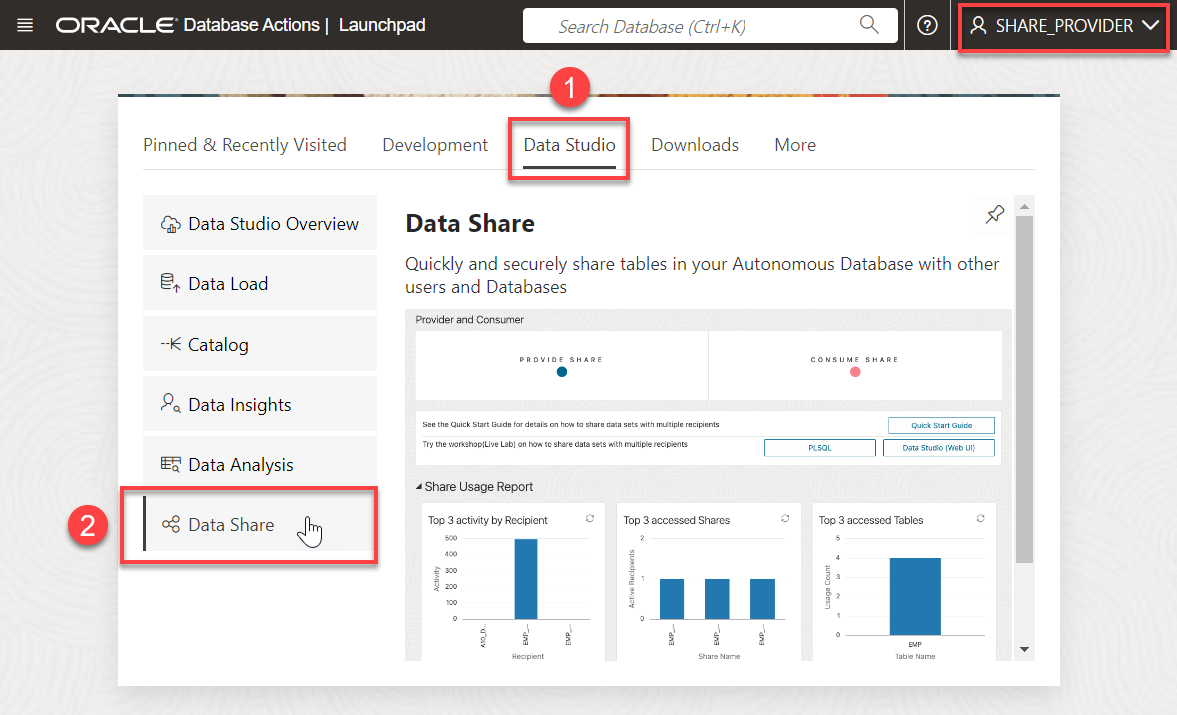 ORACLE® Database Actions | Launchpad
Search Database (Ctrl+K)
SHARE_PROVIDER
1
Pinned & Recently Visited
Development
Data Studio
Downloads
More
Data Studio Overview
Data Load
Catalog
Data Insights
Data Analysis
2
Data Share
Data Share
Quickly and securely share tables in your Autonomous Database with other
users and Databases
Provider and Consumer
PROVIDE SHARE
CONSUME SHARE
See the Quick Start Guide for details on how to share data sets with multiple recipients
Quick Start Guide
Try the workshop(Live Lab) on how to share data sets with multiple recipients
PLSQL
Data Studio (Web UI)
Share Usage Report
Top 3 activity by Recipient
500
400
300
200
100
0
Activity
A10_D...
EMP_...
EMP_...
Recipient
Top 3 accessed Shares
2
1
0
Active Recipients
EMP_...
EMP_...
EMP_...
Share Name
Top 3 accessed Tables
5
4
3
2
1
0
Usage Count
EMP
Table Name